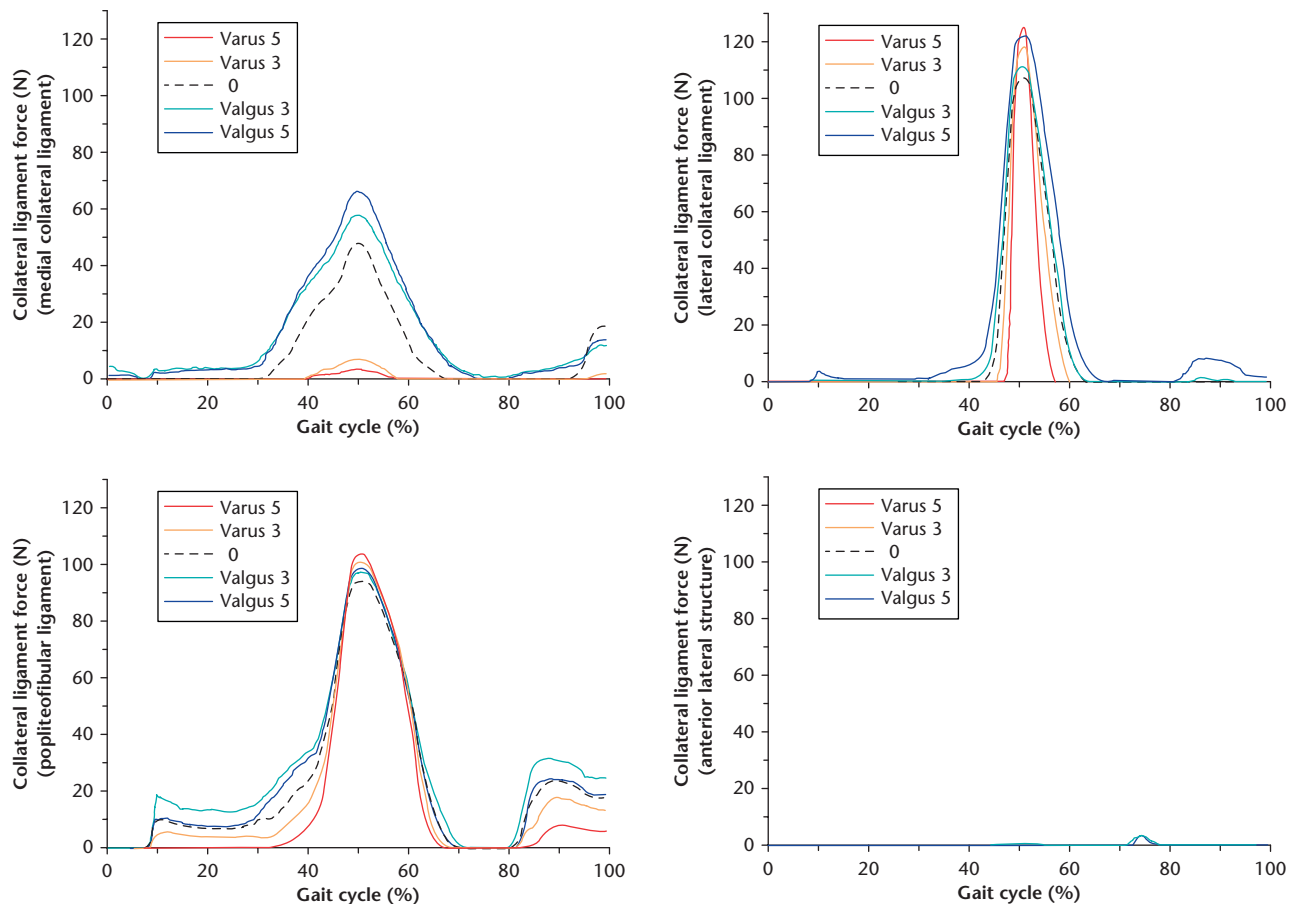 120
100
80
60
40
20
0
Collateral ligament force (N)
(medial collateral ligament)
Varus 5
Varus 3
0
Valgus 3
Valgus 5
0 20 40 60 80 100
Gait cycle (%)
120
100
80
60
40
20
0
Collateral ligament force (N)
(lateral collateral ligament)
Varus 5
Varus 3
0
Valgus 3
Valgus 5
0 20 40 60 80 100
Gait cycle (%)
120
100
80
60
40
20
0
Collateral ligament force (N)
(popliteofibular ligament)
Varus 5
Varus 3
0
Valgus 3
Valgus 5
0 20 40 60 80 100
Gait cycle (%)
120
100
80
60
40
20
0
Collateral ligament force (N)
(anterior lateral structure)
Varus 5
Varus 3
0
Valgus 3
Valgus 5
0 20 40 60 80 100
Gait cycle (%)